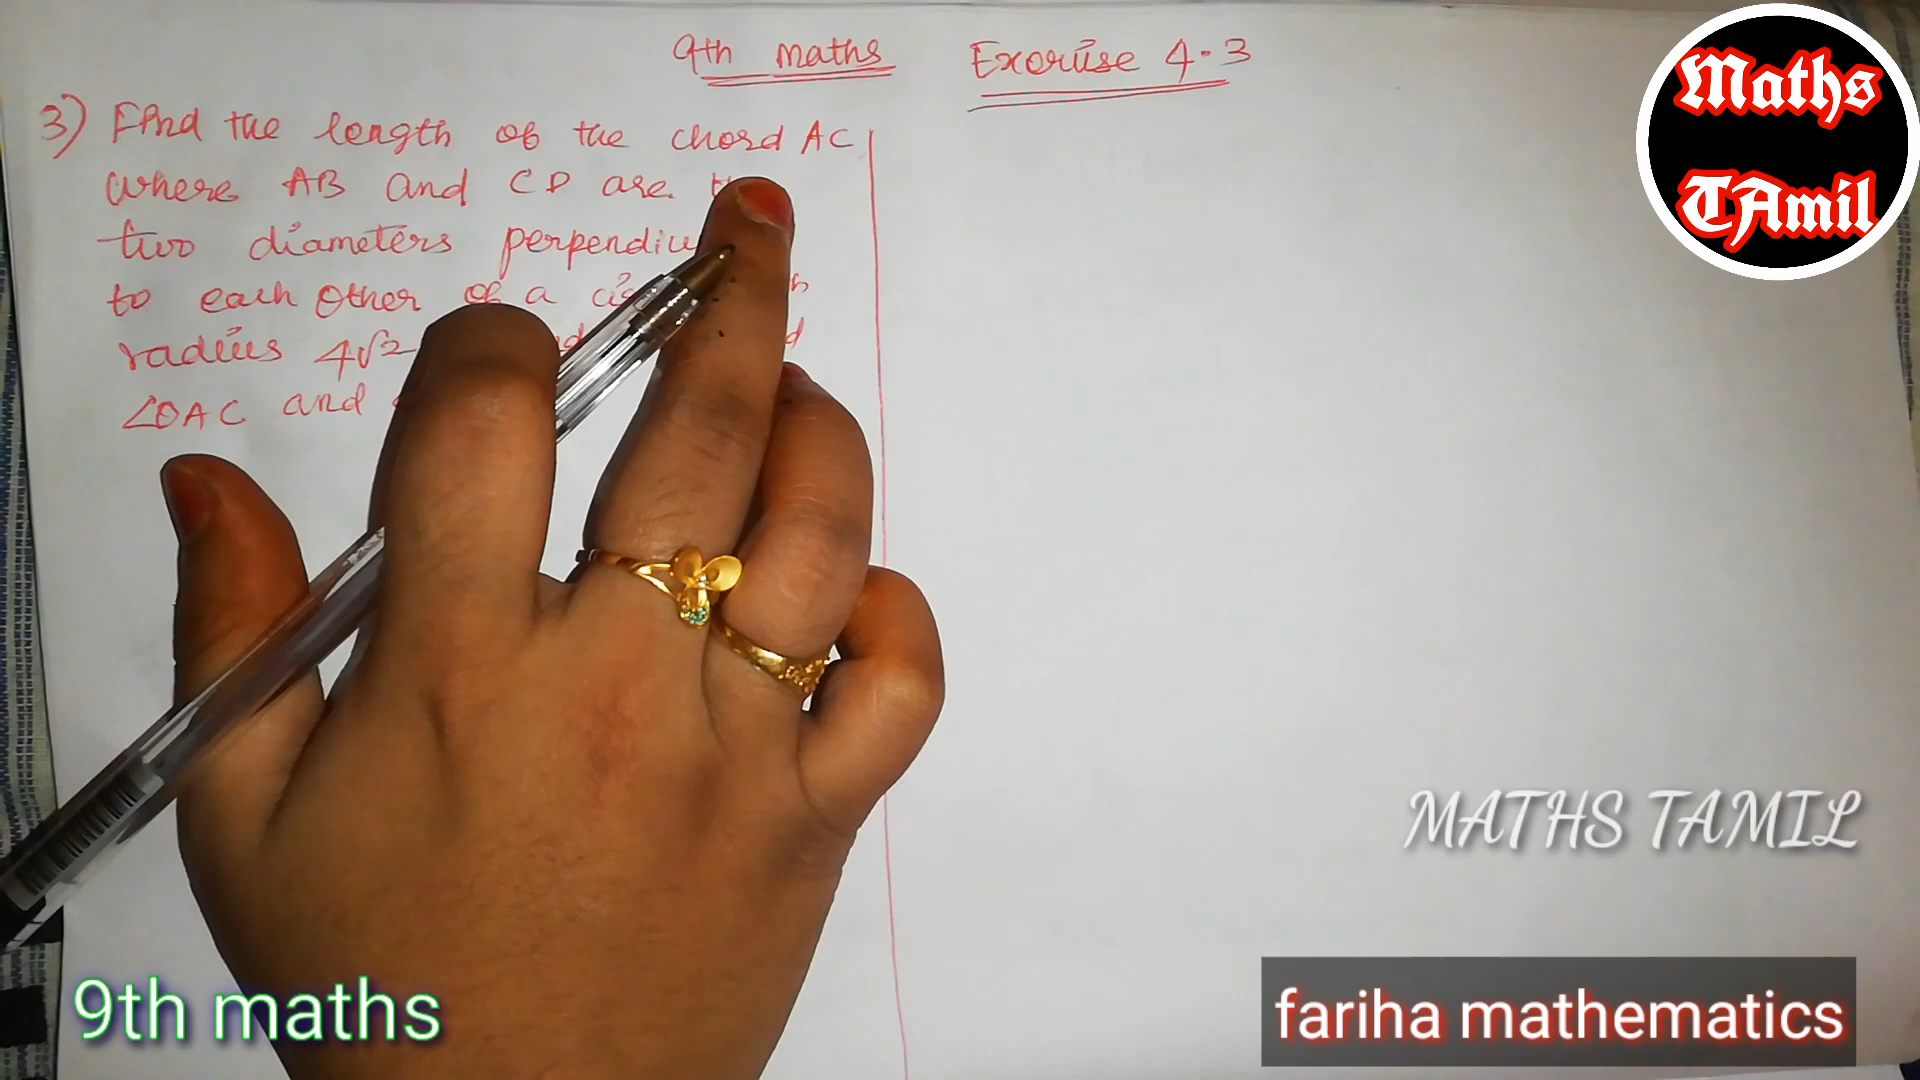 9th maths Exercise 4.3
3) Find the length of the chord AC
where AB and CD are
two diameters
to each other of a
radius 4√2
∠OAC and
Maths
TAmil
MATHS TAMIL
9th maths
fariha mathematics